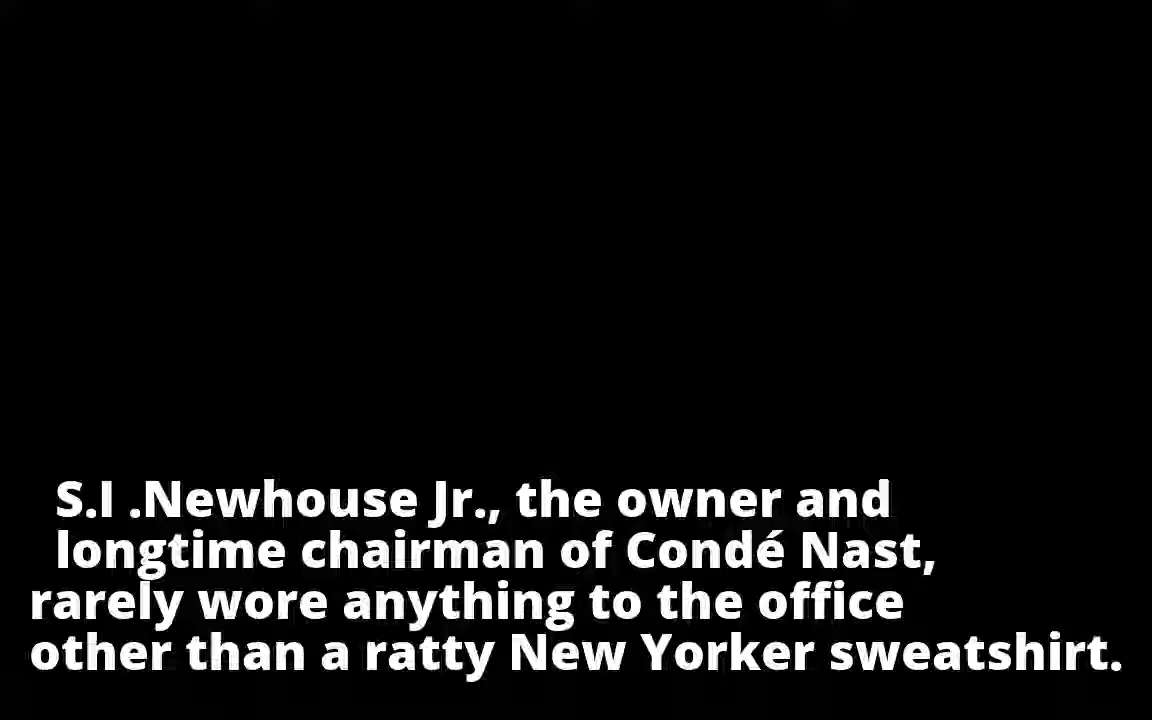 S.I .Newhouse Jr., the owner and
longtime chairman of Condé Nast,
rarely wore anything to the office
other than a ratty New Yorker sweatshirt.